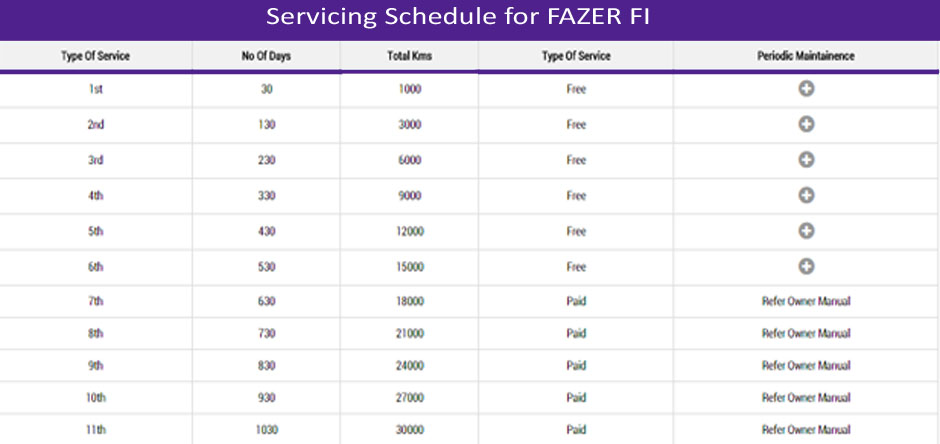 Servicing Schedule for FAZER FI
Type Of Service No Of Days Total Kms Type Of Service Periodic Maintainence
1st 30 1000 Free
2nd 130 3000 Free
3rd 230 6000 Free
4th 330 9000 Free
5th 430 12000 Free
6th 530 15000 Free
7th 630 18000 Paid Refer Owner Manual
8th 730 21000 Paid Refer Owner Manual
9th 830 24000 Paid Refer Owner Manual
10th 930 27000 Paid Refer Owner Manual
11th 1030 30000 Paid Refer Owner Manual